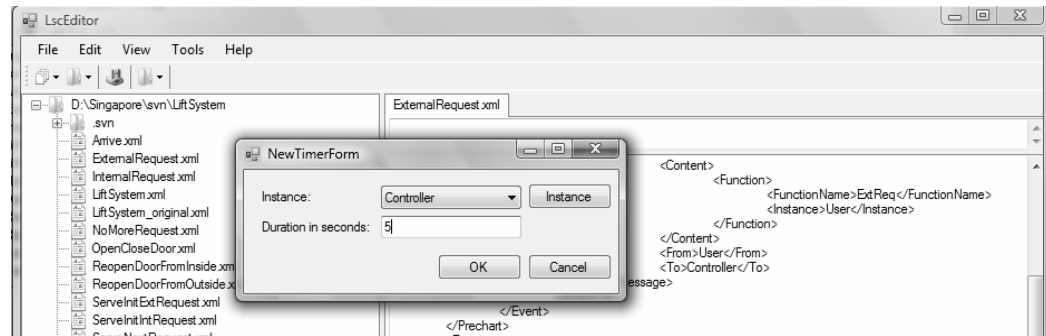 LscEditor
File Edit View Tools Help
D:\Singapore\svn\LiftSystem
.svn
Arrive.xml
ExternalRequest.xml
InternalRequest.xml
LiftSystem.xml
LiftSystem_original.xml
NoMoreRequest.xml
OpenCloseDoor.xml
ReopenDoorFromInside.xm
ReopenDoorFromOutside.x
ServeInitExtRequest.xml
ServeInitIntRequest.xml
ExternalRequest.xml
NewTimerForm
Instance: Controller Instance
Duration in seconds: 5
OK Cancel
<Content>
<Function>
<FunctionName>ExtReq</FunctionName>
<Instance>User</Instance>
</Function>
</Content>
<From>User</From>
<To>Controller</To>
essage>
</Event>
</Prechart>